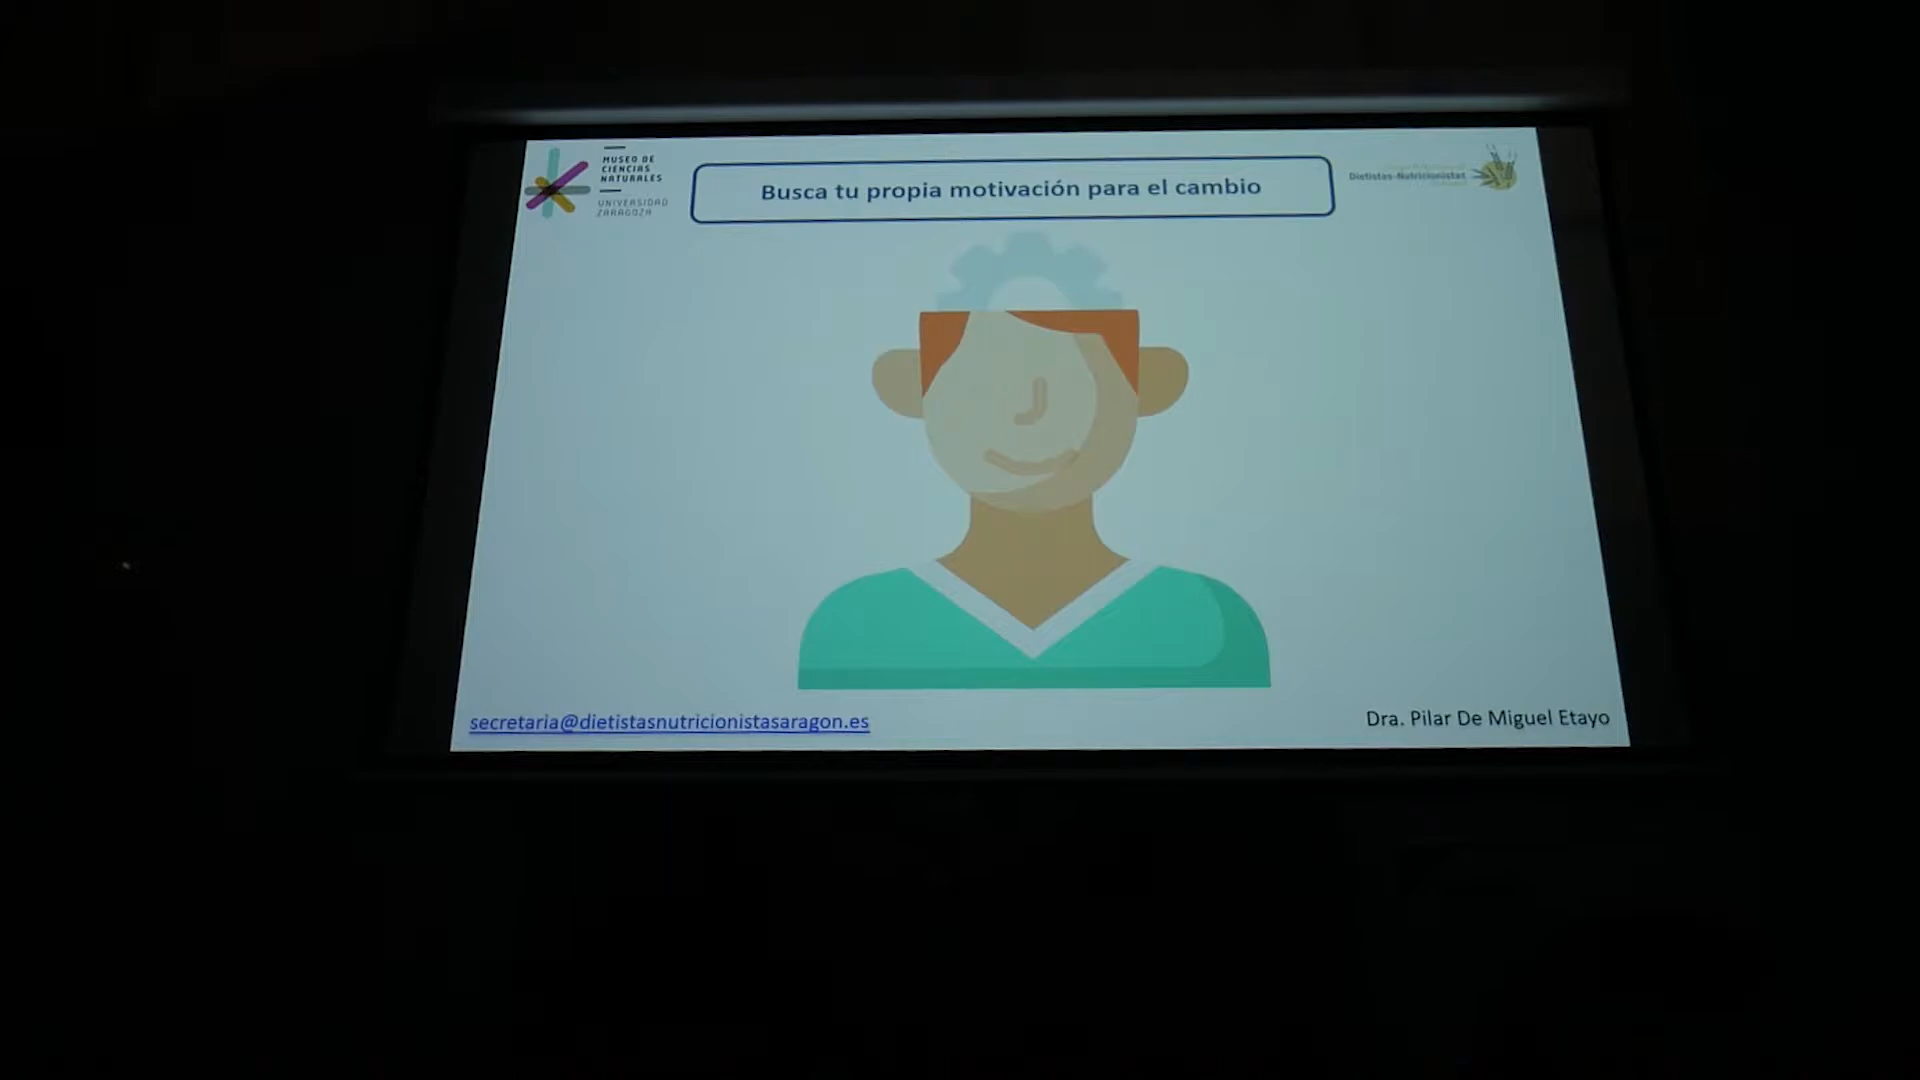 MUSEO DE
CIENCIAS
NATURALES
UNIVERSIDAD
ZARAGOZA
Busca tu propia motivación para el cambio
Dietistas-Nutricionistas
secretaria@dietistasnutricionistasaragon.es
Dra. Pilar De Miguel Etayo